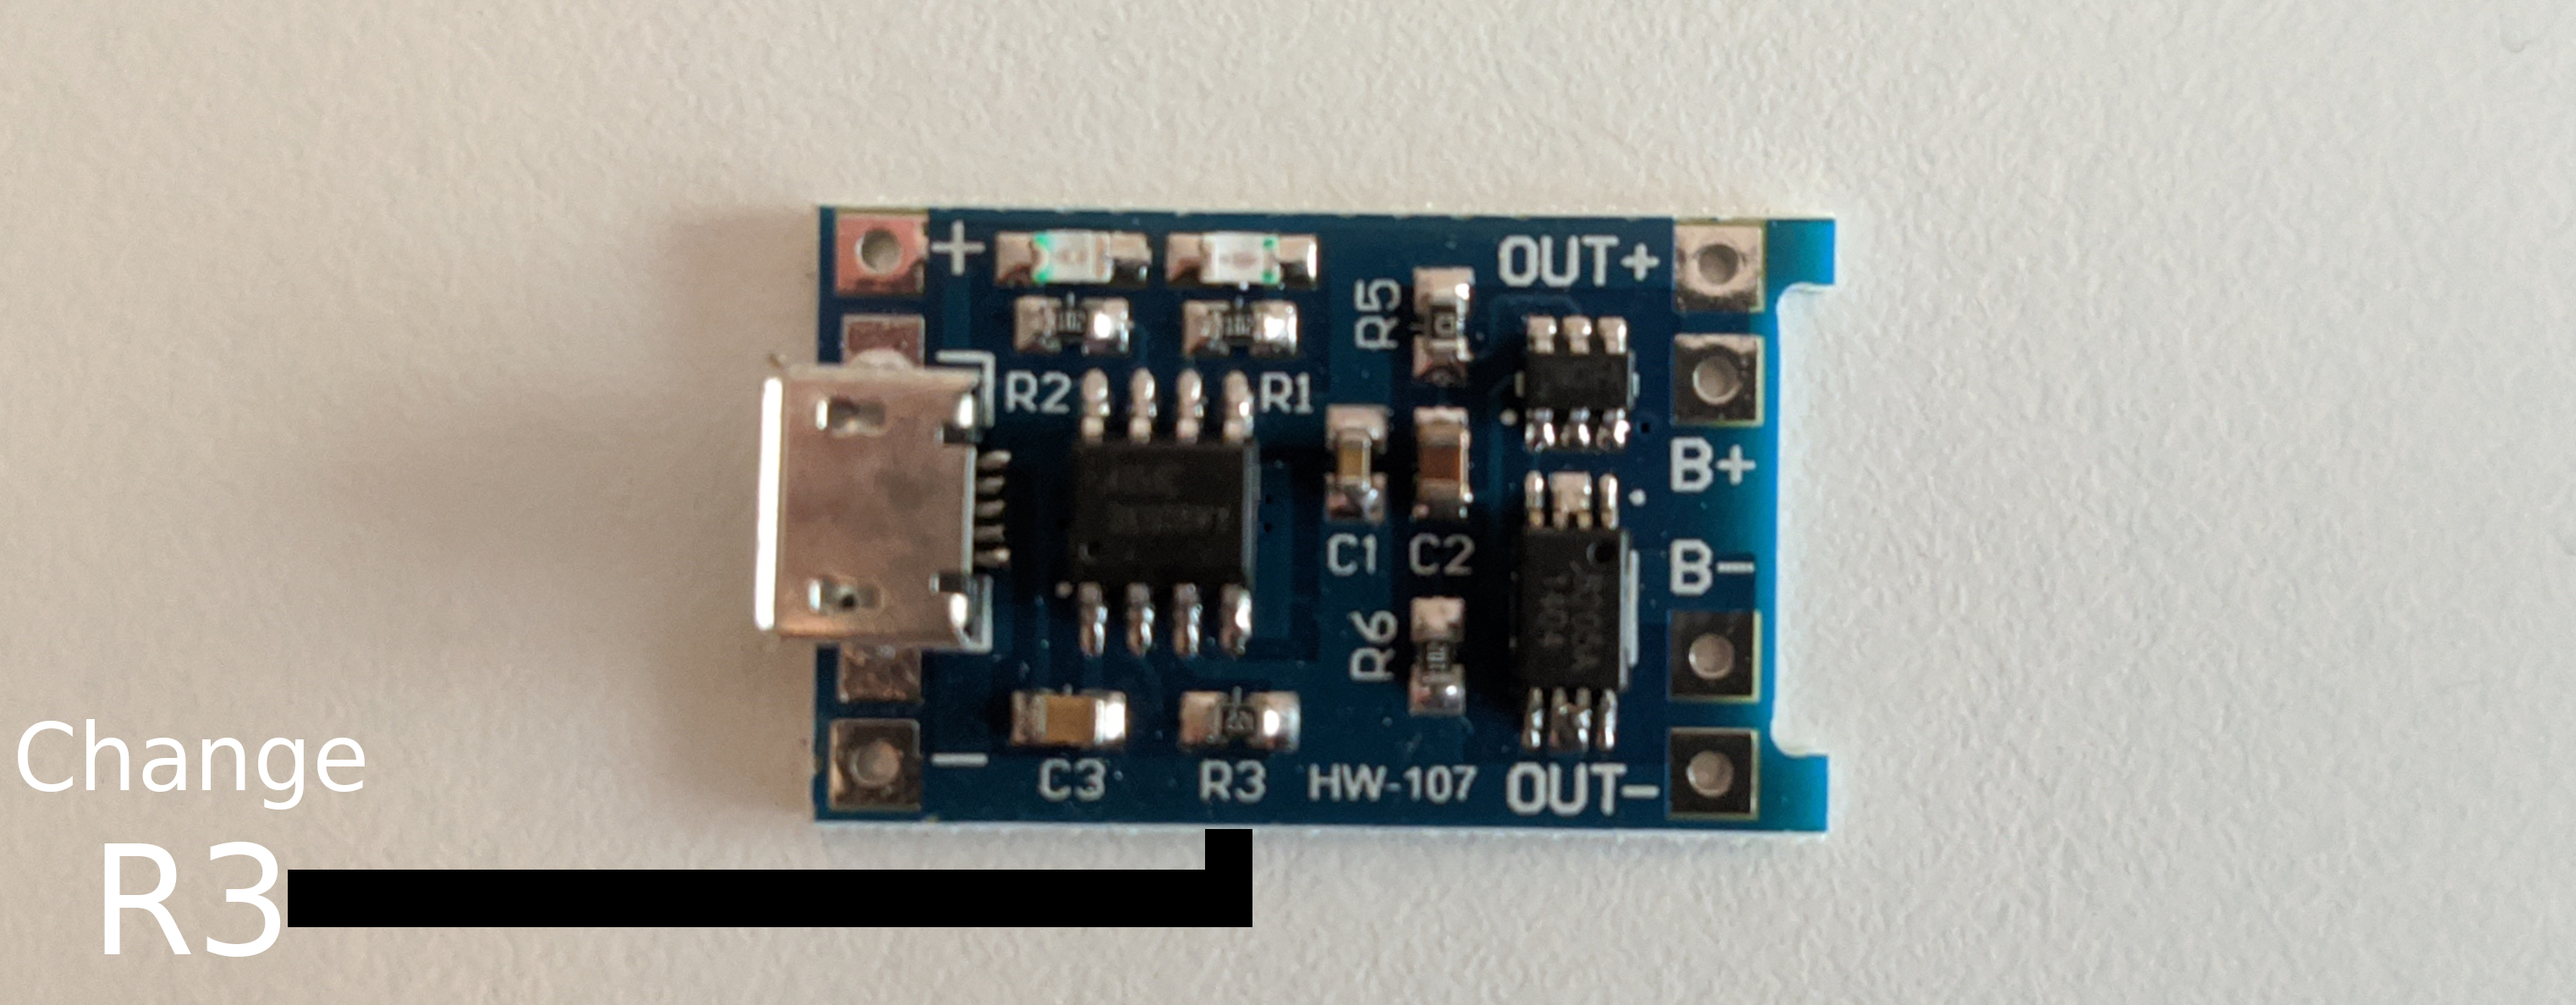 +
OUT+
R5
R2
R1
B+
C1
C2
B-
R6
Change
-
C3
R3
HW-107
OUT-
R3